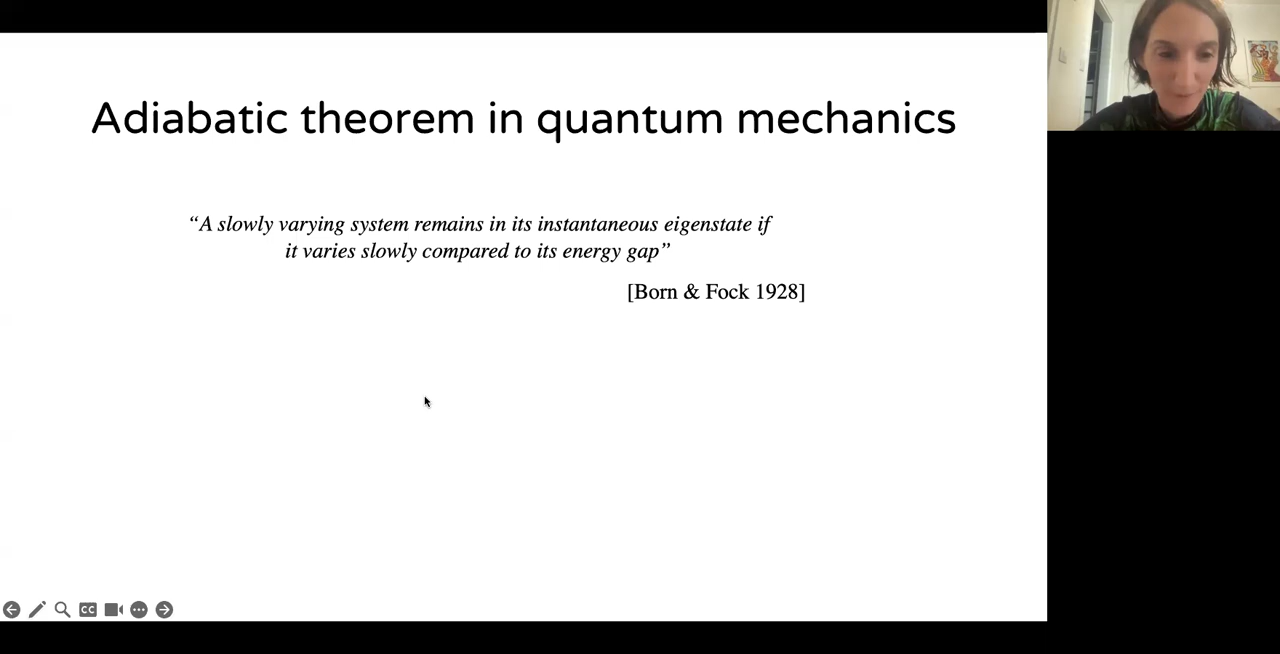 Adiabatic theorem in quantum mechanics
“A slowly varying system remains in its instantaneous eigenstate if
it varies slowly compared to its energy gap”
[Born & Fock 1928]
CC